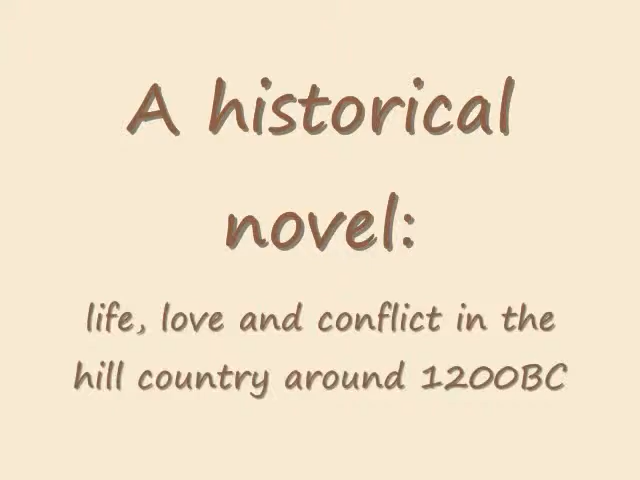 A historical
novel:
life, love and conflict in the
hill country around 1200BC